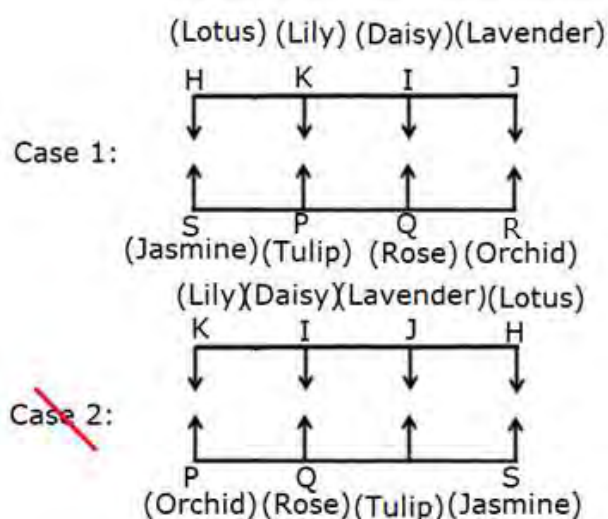 (Lotus) (Lily) (Daisy)(Lavender)
H K I J
Case 1:
S P Q R
(Jasmine) (Tulip) (Rose) (Orchid)
(Lily)(Daisy)(Lavender)(Lotus)
K I J H
Case 2:
P Q S
(Orchid) (Rose) (Tulip) (Jasmine)